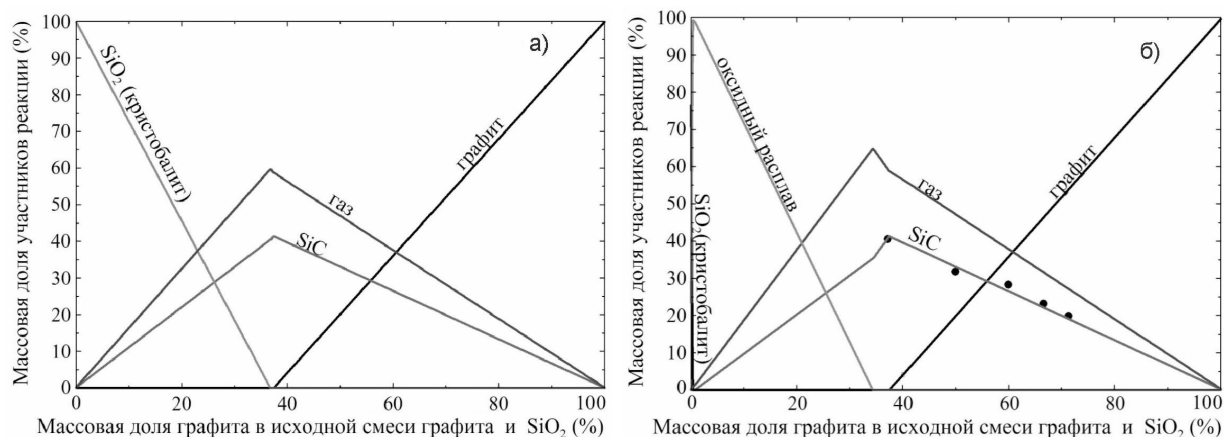 Массовая доля участников реакции (%)
100
90
80
70
60
50
40
30
20
10
0
а)
SiO2 (кристобалит)
газ
SiC
графит
0
20
40
60
80
100
Массовая доля графита в исходной смеси графита и SiO2 (%)
Массовая доля участников реакции (%)
100
90
80
70
60
50
40
30
20
10
0
б)
оксидный расплав
SiO2(кристобалит)
газ
SiC
графит
0
20
40
60
80
100
Массовая доля графита в исходной смеси графита и SiO2 (%)